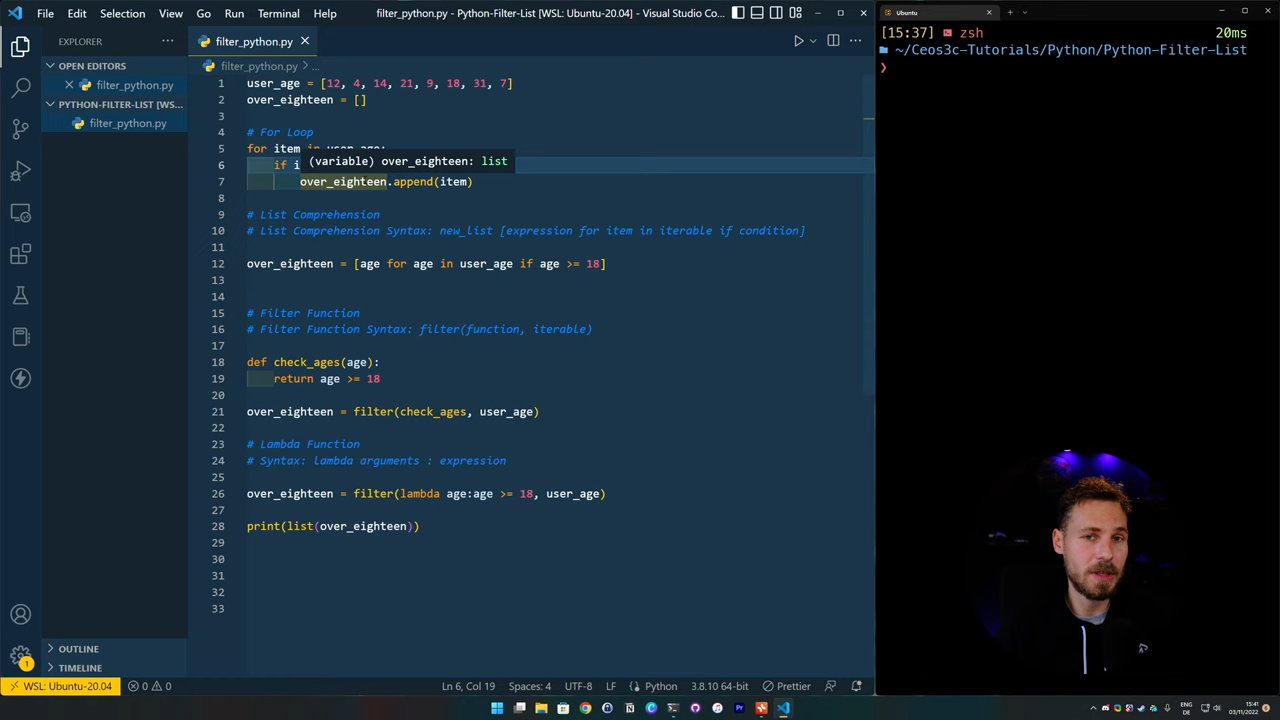 File Edit Selection View Go Run Terminal Help
filter_python.py - Python-Filter-List [WSL: Ubuntu-20.04] - Visual Studio Co...
EXPLORER
OPEN EDITORS
filter_python.py
PYTHON-FILTER-LIST [WS...
filter_python.py
OUTLINE
TIMELINE
filter_python.py
filter_python.py > ...
1 user_age = [12, 4, 14, 21, 9, 18, 31, 7]
2 over_eighteen = []
3
4 # For Loop
5 for item in user_age:
(variable) over_eighteen: list
6 if i
7 over_eighteen.append(item)
8
9 # List Comprehension
10 # List Comprehension Syntax: new_list [expression for item in iterable if condition]
11
12 over_eighteen = [age for age in user_age if age >= 18]
13
14
15 # Filter Function
16 # Filter Function Syntax: filter(function, iterable)
17
18 def check_ages(age):
19 return age >= 18
20
21 over_eighteen = filter(check_ages, user_age)
22
23 # Lambda Function
24 # Syntax: lambda arguments : expression
25
26 over_eighteen = filter(lambda age:age >= 18, user_age)
27
28 print(list(over_eighteen))
29
30
31
32
33
1
WSL: Ubuntu-20.04 0 0 Ln 6, Col 19 Spaces: 4 UTF-8 LF Python 3.8.10 64-bit Prettier
Ubuntu
[15:37] zsh 20ms
~/Ceos3c-Tutorials/Python/Python-Filter-List
❯
ENG
DE
15:41
03/11/2022